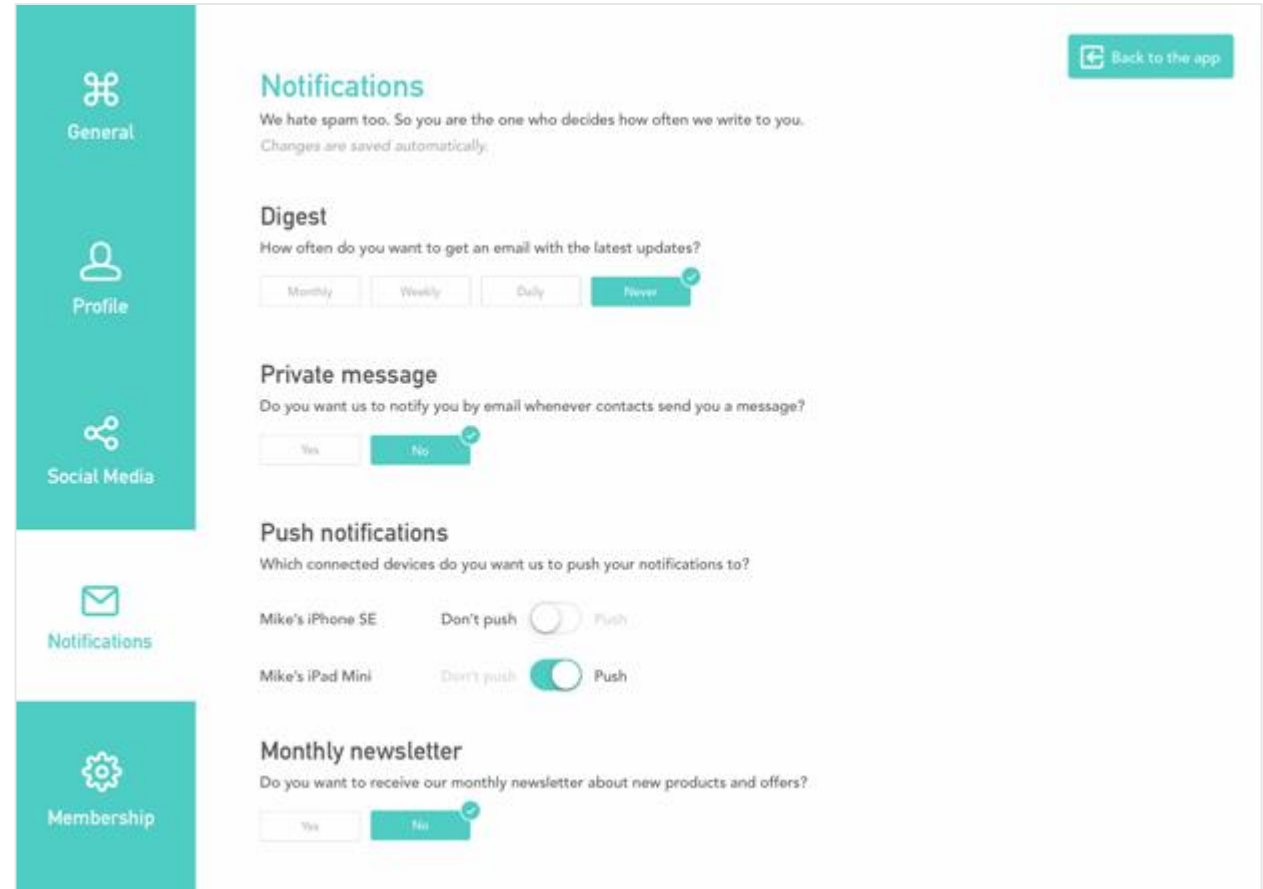 General
Profile
Social Media
Notifications
Membership
Back to the app
Notifications
We hate spam too. So you are the one who decides how often we write to you.
Changes are saved automatically.
Digest
How often do you want to get an email with the latest updates?
Monthly Weekly Daily Never
Private message
Do you want us to notify you by email whenever contacts send you a message?
Yes No
Push notifications
Which connected devices do you want us to push your notifications to?
Mike's iPhone SE Don't push Push
Mike's iPad Mini Don't push Push
Monthly newsletter
Do you want to receive our monthly newsletter about new products and offers?
Yes No